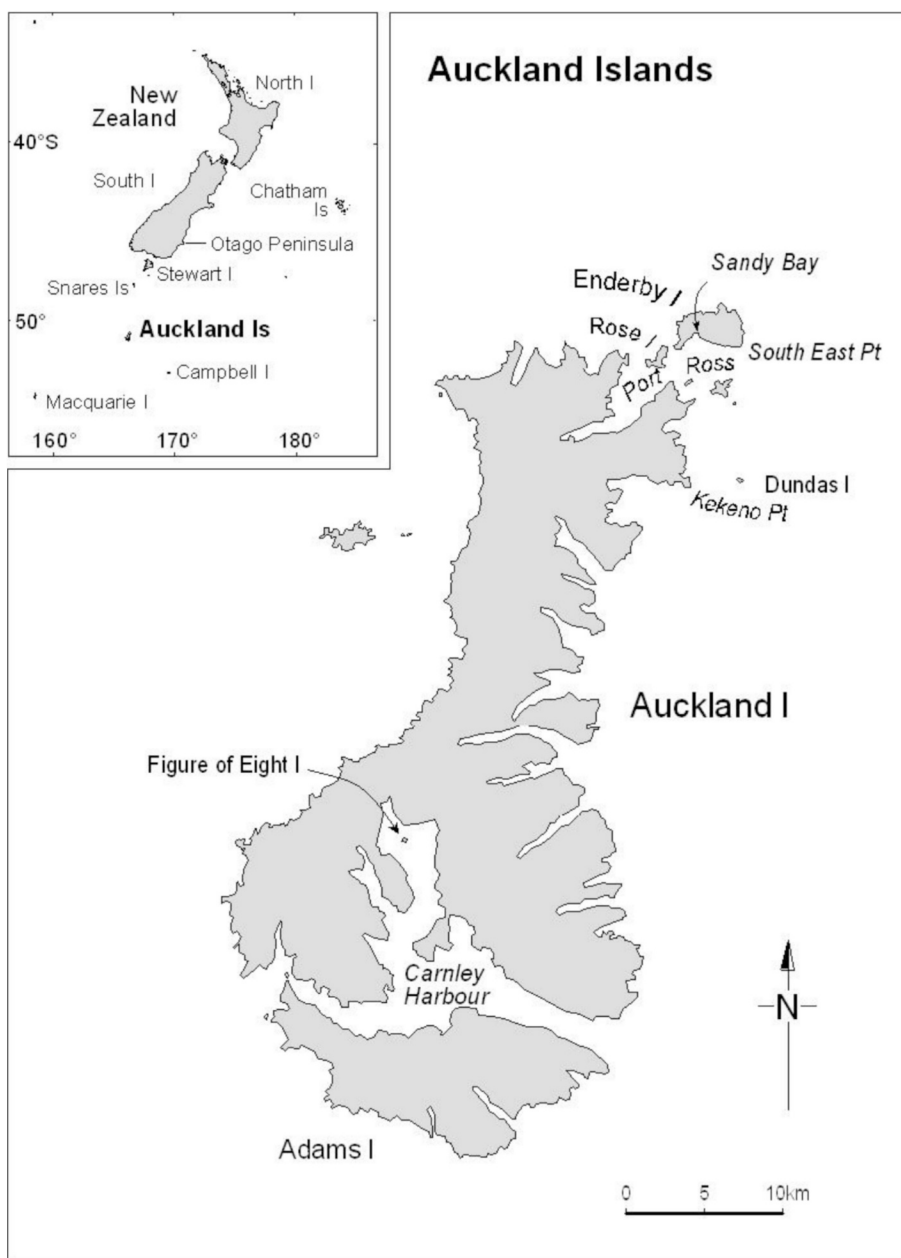 Auckland Islands
New
Zealand
North I
40°S
South I
Chatham
Is
Otago Peninsula
Stewart I
Snares Is
50°
Auckland Is
Campbell I
Macquarie I
160°
170°
180°
Sandy Bay
Enderby I
Rose I
South East Pt
Port Ross
Dundas I
Kekeno Pt
Auckland I
Figure of Eight I
Carnley
Harbour
N
Adams I
0 5 10km